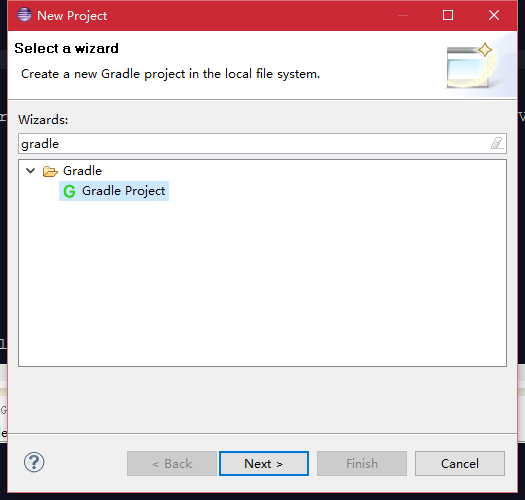 New Project
Select a wizard
Create a new Gradle project in the local file system.
Wizards:
gradle
Gradle
G Gradle Project
? < Back Next > Finish Cancel